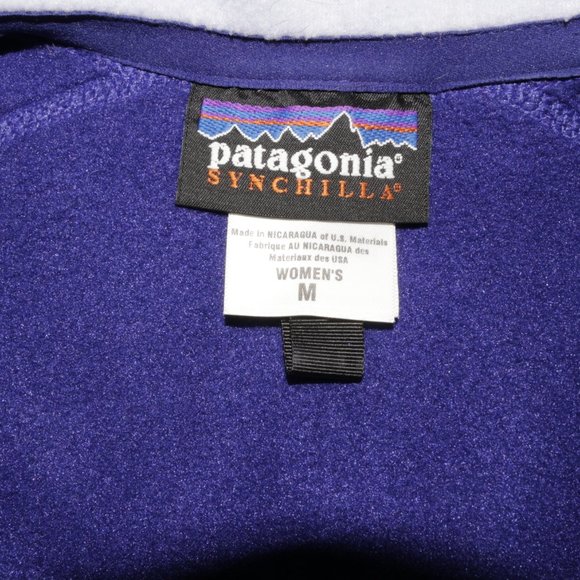 patagonia®
SYNCHILLA®
Made in NICARAGUA of U.S. Materials
Fabrique AU NICARAGUA des
Materiaux des USA
WOMEN'S
M